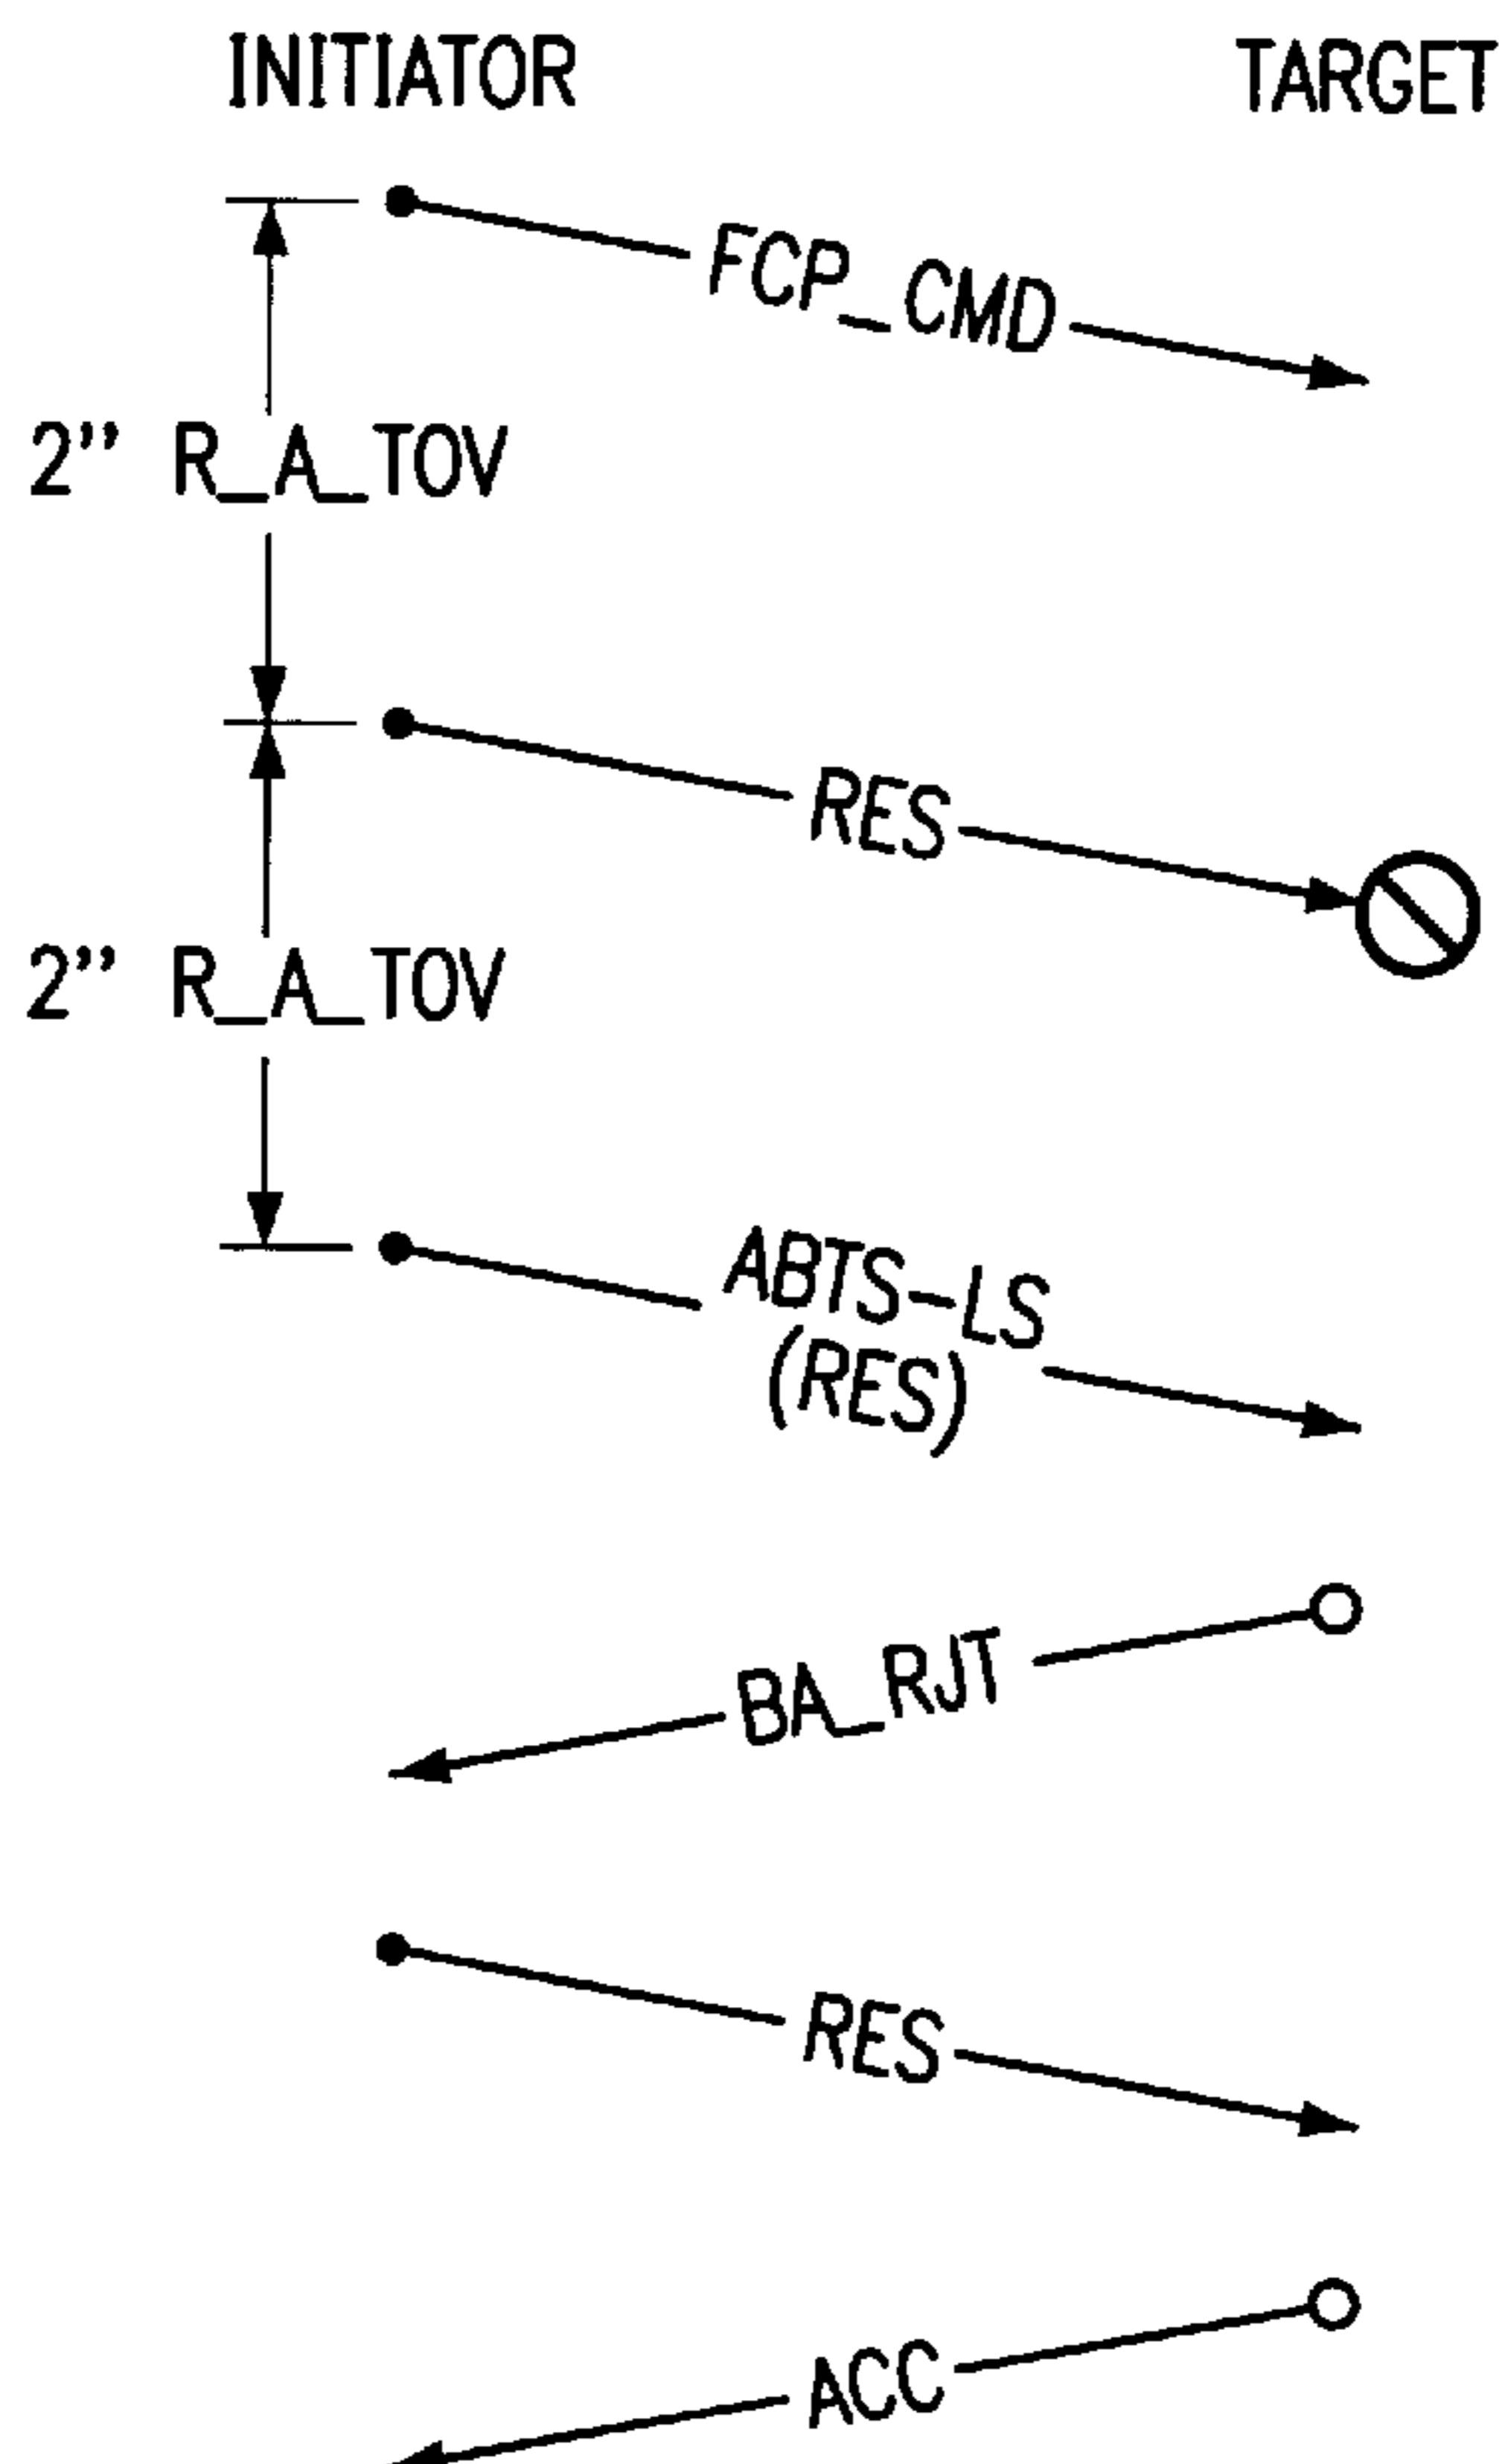 INITIATOR TARGET
FCP_CMD
2” R_A_TOV
RES
2” R_A_TOV
ABTS-LS
(RES)
BA_RJT
RES
ACC